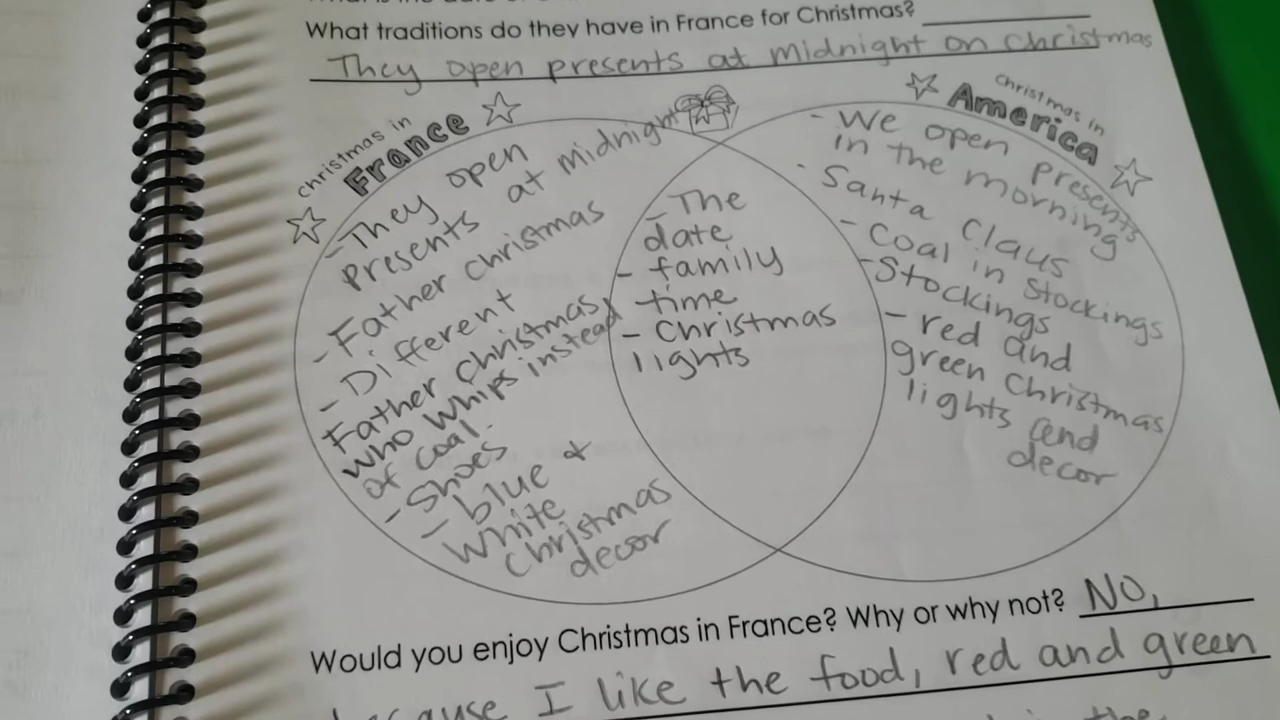 What traditions do they have in France for Christmas?
They open presents at midnight on christmas
christmas in
France
- They open
presents at midnight
- Father christmas
- Different
Father christmas
who whips instead
of coal.
- shoes
- blue &
white
christmas
decor
- The
date
- family
time
- Christmas
lights
christmas in
America
- We open presents
in the morning
- Santa Claus
- Coal in stockings
- Stockings
- red and
green christmas
lights and
decor
Would you enjoy Christmas in France? Why or why not? No,
because I like the food, red and green
the